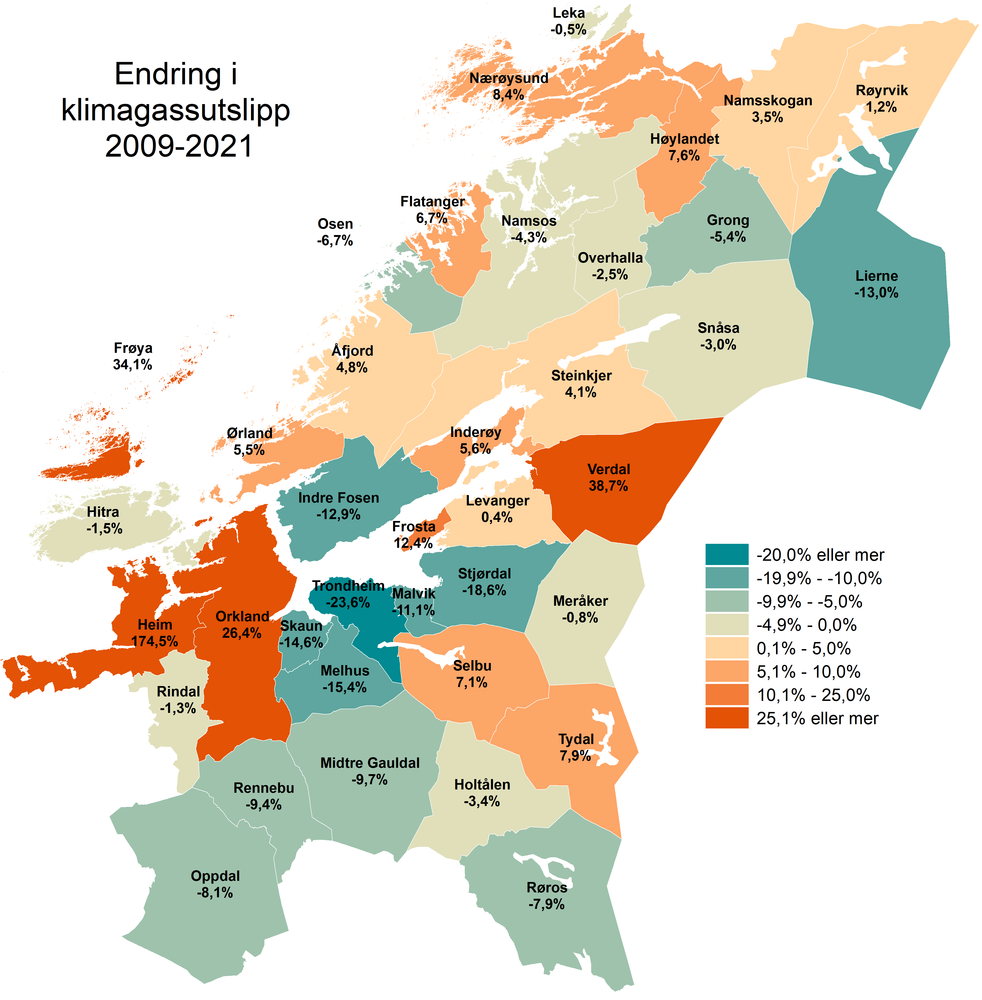 Endring i
klimagassutslipp
2009-2021
Leka
-0,5%
Nærøysund
8,4%
Røyrvik
1,2%
Namsskogan
3,5%
Høylandet
7,6%
Flatanger
6,7%
Osen
-6,7%
Namsos
-4,3%
Grong
-5,4%
Overhalla
-2,5%
Lierne
-13,0%
Snåsa
-3,0%
Frøya
34,1%
Åfjord
4,8%
Steinkjer
4,1%
Ørland
5,5%
Inderøy
5,6%
Verdal
38,7%
Indre Fosen
-12,9%
Levanger
0,4%
Hitra
-1,5%
Frosta
12,4%
Stjørdal
-18,6%
Trondheim
-23,6%
Malvik
-11,1%
Meråker
-0,8%
Orkland
26,4%
Heim
174,5%
Skaun
-14,6%
Selbu
7,1%
Melhus
-15,4%
Rindal
-1,3%
Tydal
7,9%
Midtre Gauldal
-9,7%
Rennebu
-9,4%
Holtålen
-3,4%
Oppdal
-8,1%
Røros
-7,9%
-20,0% eller mer
-19,9% - -10,0%
-9,9% - -5,0%
-4,9% - 0,0%
0,1% - 5,0%
5,1% - 10,0%
10,1% - 25,0%
25,1% eller mer